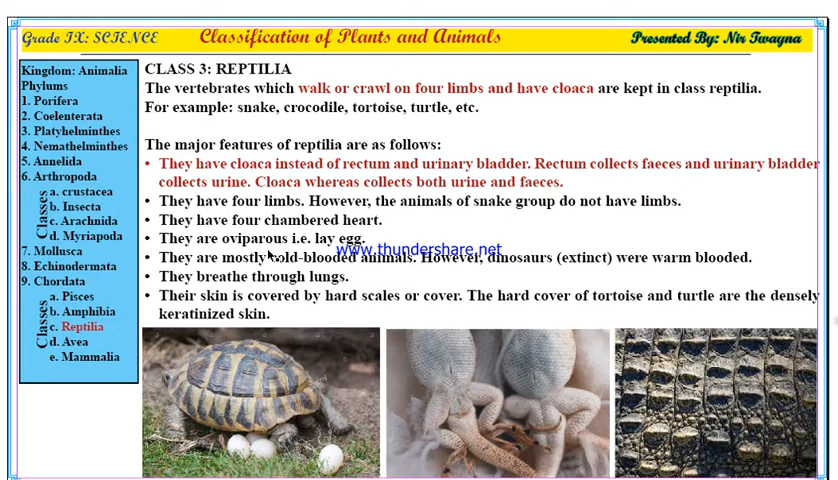 Grade IX: SCIENCE
Classification of Plants and Animals
Presented By: Nir Twayna
Kingdom: Animalia
Phylums
1. Porifera
2. Coelenterata
3. Platyhelminthes
4. Nemathelminthes
5. Annelida
6. Arthropoda
Classes
a. crustacea
b. Insecta
c. Arachnida
d. Myriapoda
7. Mollusca
8. Echinodermata
9. Chordata
Classes
a. Pisces
b. Amphibia
c. Reptilia
d. Avea
e. Mammalia
CLASS 3: REPTILIA
The vertebrates which walk or crawl on four limbs and have cloaca are kept in class reptilia.
For example: snake, crocodile, tortoise, turtle, etc.
The major features of reptilia are as follows:
• They have cloaca instead of rectum and urinary bladder. Rectum collects faeces and urinary bladder
collects urine. Cloaca whereas collects both urine and faeces.
• They have four limbs. However, the animals of snake group do not have limbs.
• They have four chambered heart.
• They are oviparous i.e. lay egg.
www.thundershare.net
• They are mostly cold-blooded animals. However, dinosaurs (extinct) were warm blooded.
• They breathe through lungs.
• Their skin is covered by hard scales or cover. The hard cover of tortoise and turtle are the densely
keratinized skin.